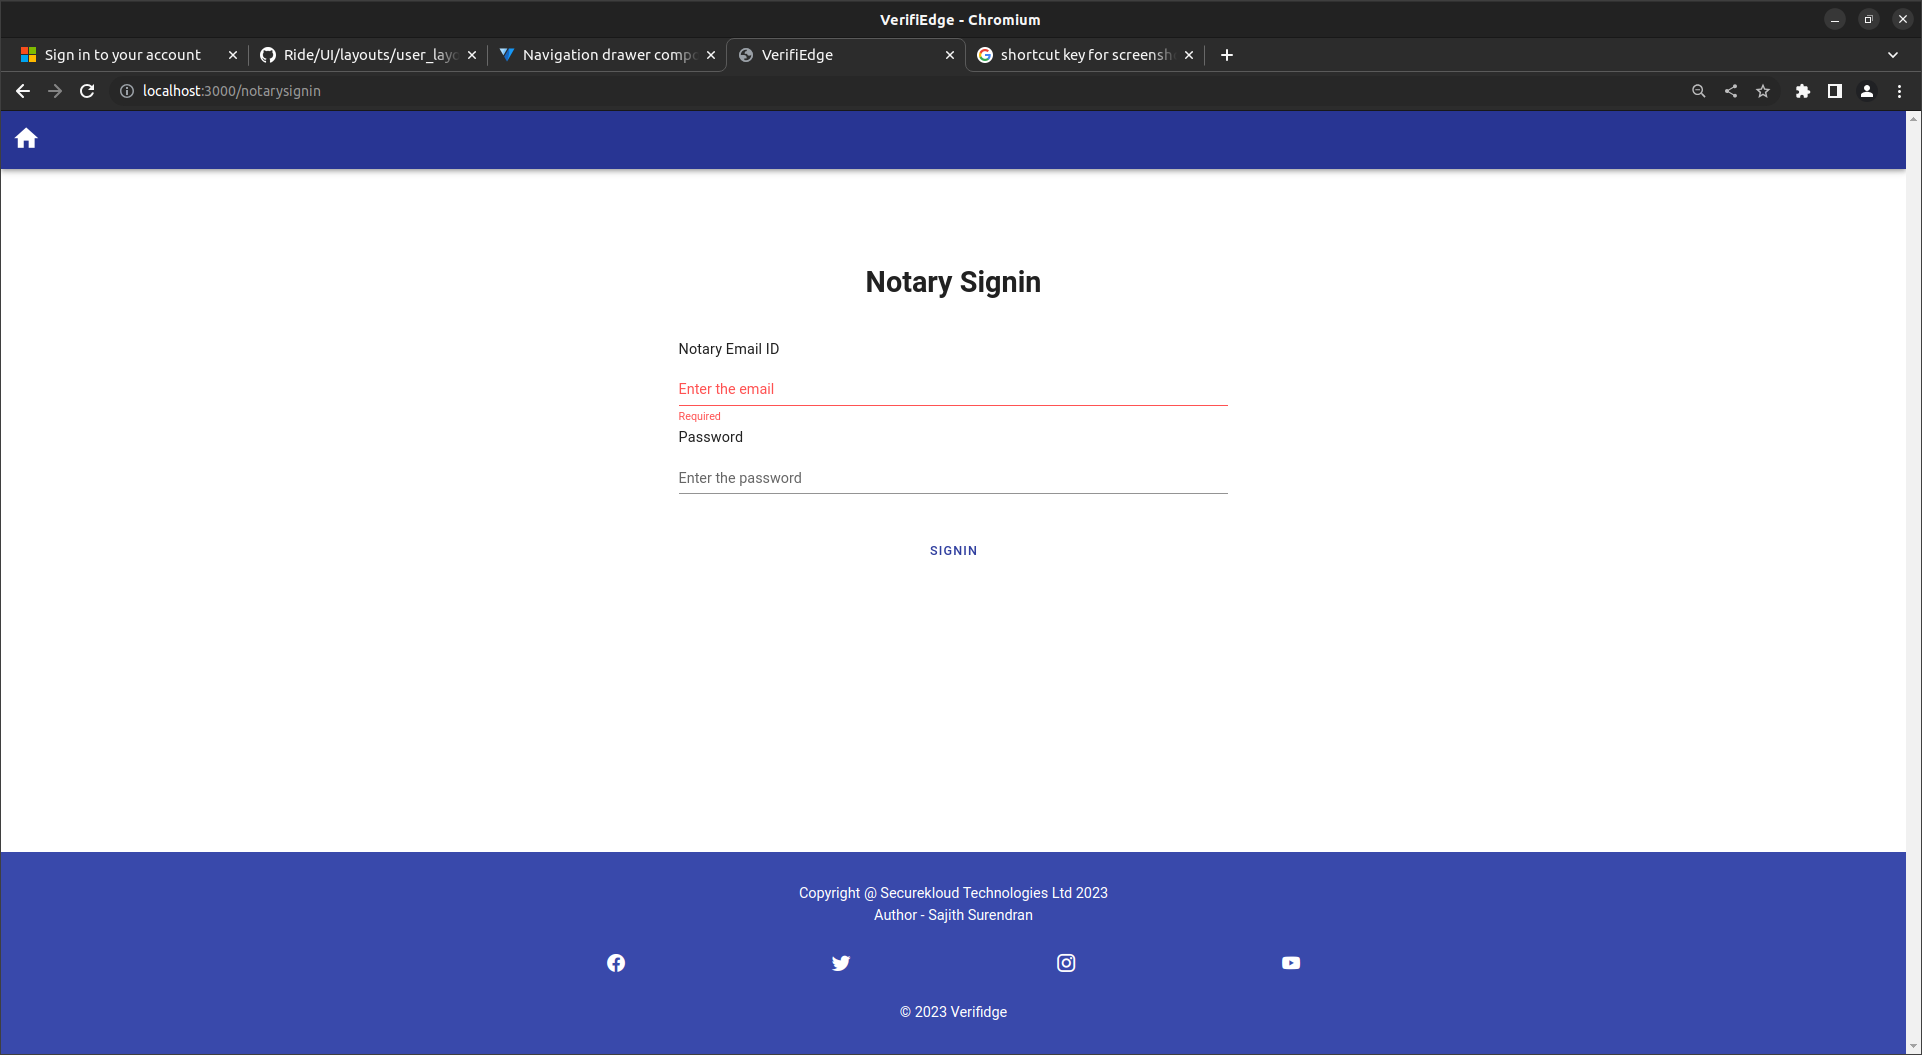 VerifiEdge - Chromium
Sign in to your account
Ride/UI/layouts/user_layo
Navigation drawer compo
VerifiEdge
shortcut key for screensh
localhost:3000/notarysignin
Notary Signin
Notary Email ID
Enter the email
Required
Password
Enter the password
SIGNIN
Copyright @ Securekloud Technologies Ltd 2023
Author - Sajith Surendran
© 2023 Verifidge